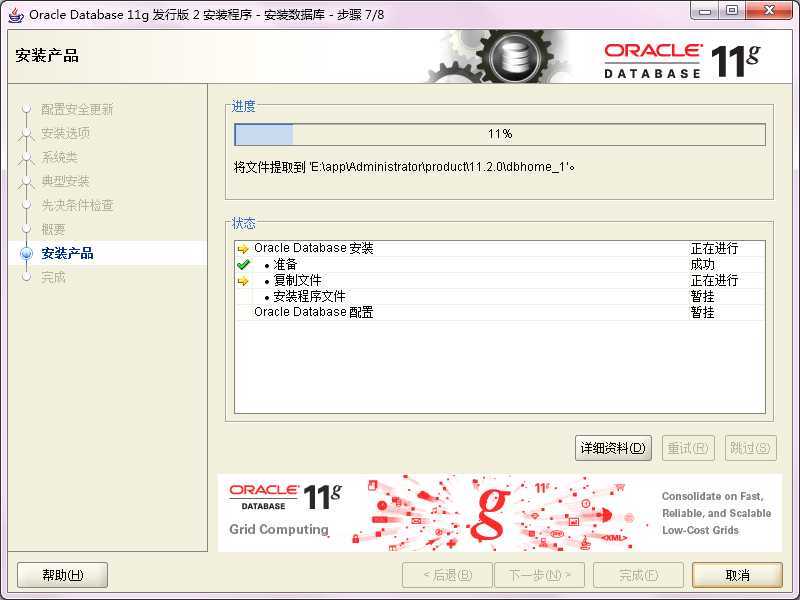 Oracle Database 11g 发行版 2 安装程序 - 安装数据库 - 步骤 7/8
安装产品
ORACLE
DATABASE
11g
配置安全更新
安装选项
系统类
典型安装
先决条件检查
概要
安装产品
完成
进度
11%
将文件提取到 'E:\app\Administrator\product\11.2.0\dbhome_1'。
状态
Oracle Database 安装 正在进行
• 准备 成功
• 复制文件 正在进行
• 安装程序文件 暂挂
Oracle Database 配置 暂挂
详细资料(D) 重试(R) 跳过(S)
ORACLE
DATABASE
11g
Grid Computing
g
11g
<XML>
Consolidate on Fast,
Reliable, and Scalable
Low-Cost Grids
帮助(H) < 后退(B) 下一步(N) > 完成(F) 取消